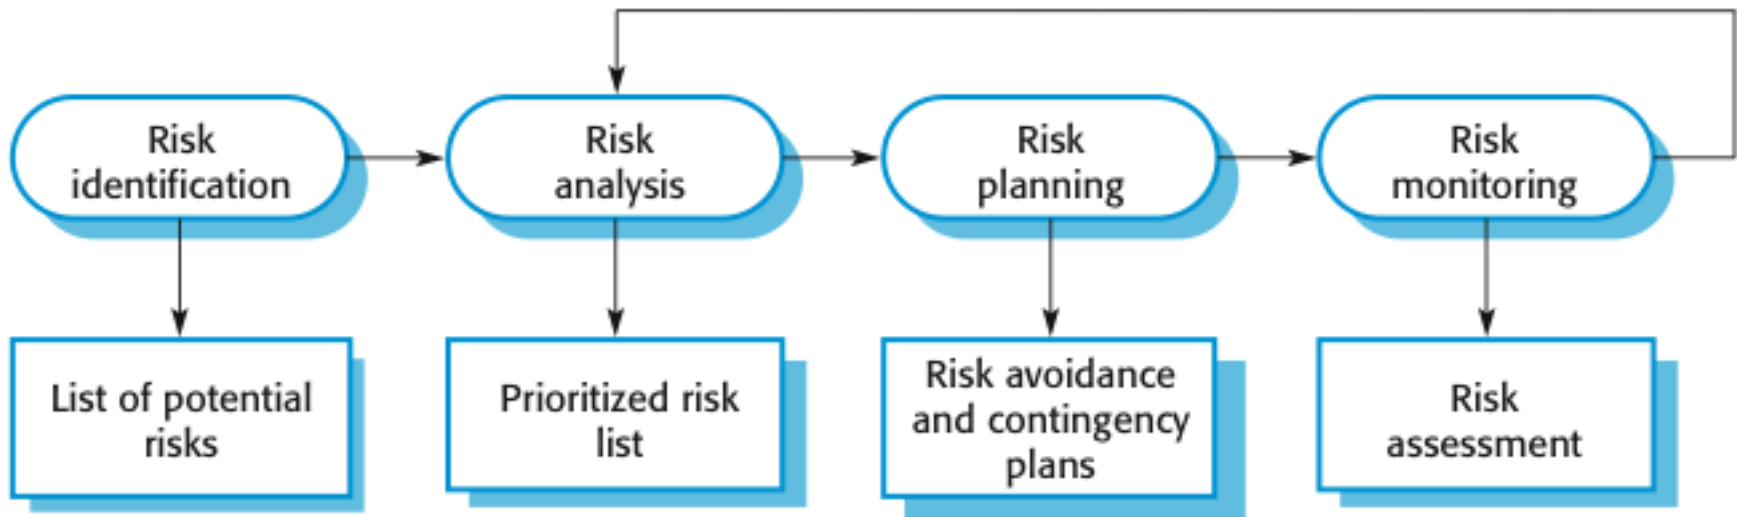 Risk
identification
Risk
analysis
Risk
planning
Risk
monitoring
List of potential
risks
Prioritized risk
list
Risk avoidance
and contingency
plans
Risk
assessment